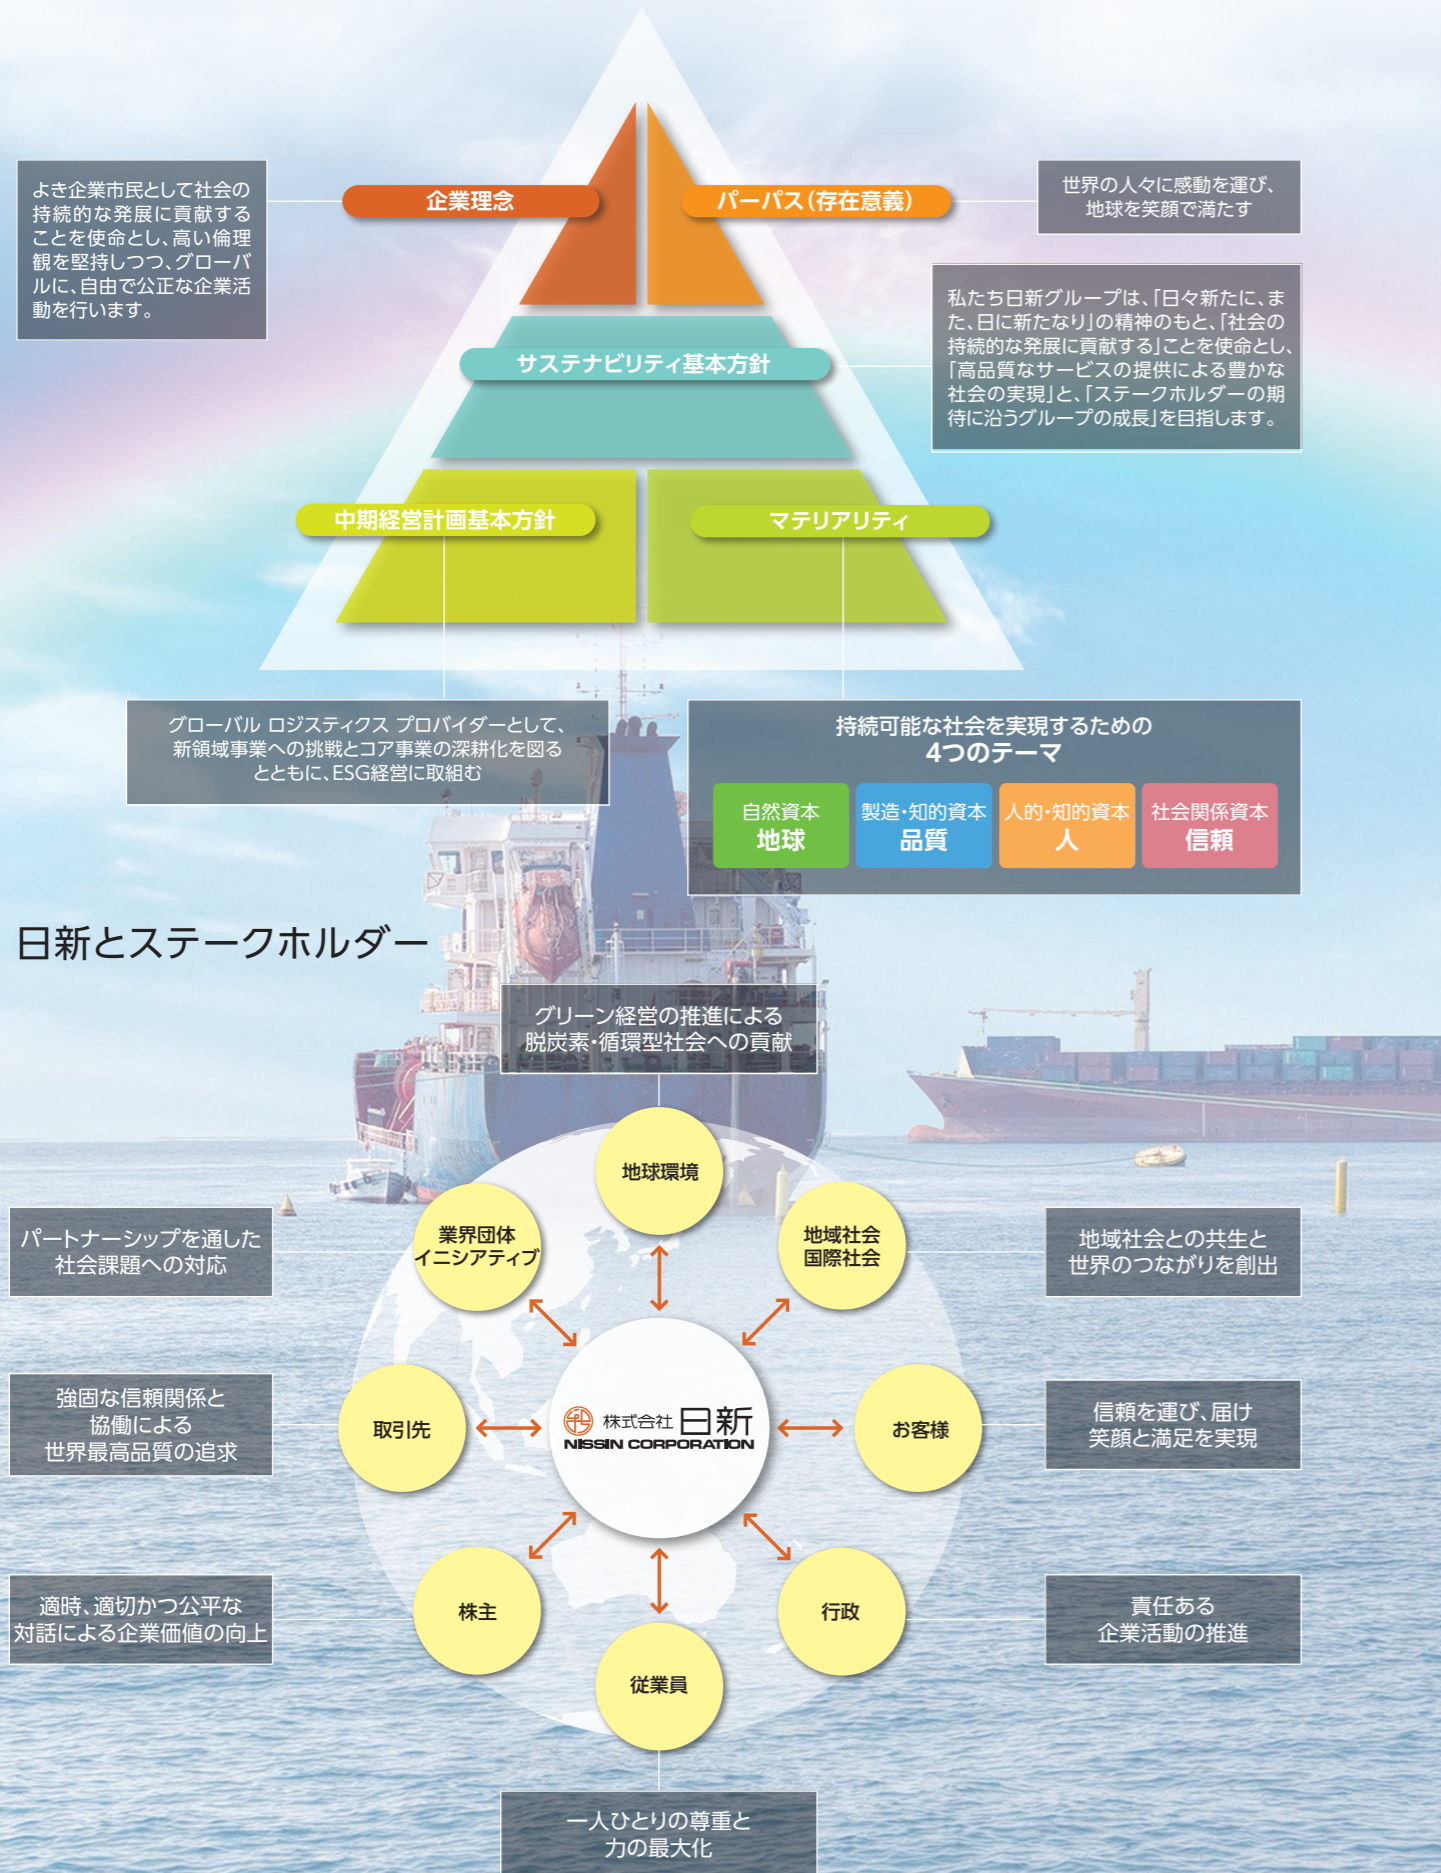 企業理念
よき企業市民として社会の
持続的な発展に貢献する
ことを使命とし、高い倫理
観を堅持しつつ、グローバ
ルに、自由で公正な企業活
動を行います。
パーパス（存在意義）
世界の人々に感動を運び、
地球を笑顔で満たす
サステナビリティ基本方針
私たち日新グループは、「日々新たに、ま
た、日に新たなり」の精神のもと、「社会の
持続的な発展に貢献する」ことを使命とし、
「高品質なサービスの提供による豊かな
社会の実現」と、「ステークホルダーの期
待に沿うグループの成長」を目指します。
中期経営計画基本方針
グローバル ロジスティクス プロバイダーとして、
新領域事業への挑戦とコア事業の深耕化を図る
とともに、ESG経営に取組む
マテリアリティ
持続可能な社会を実現するための
4つのテーマ
自然資本
地球
製造・知的資本
品質
人的・知的資本
人
社会関係資本
信頼
日新とステークホルダー
グリーン経営の推進による
脱炭素・循環型社会への貢献
地球環境
業界団体
イニシアティブ
パートナーシップを通した
社会課題への対応
地域社会
国際社会
地域社会との共生と
世界のつながりを創出
取引先
強固な信頼関係と
協働による
世界最高品質の追求
株式会社 日新
NISSIN CORPORATION
お客様
信頼を運び、届け
笑顔と満足を実現
株主
適時、適切かつ公平な
対話による企業価値の向上
行政
責任ある
企業活動の推進
従業員
一人ひとりの尊重と
力の最大化